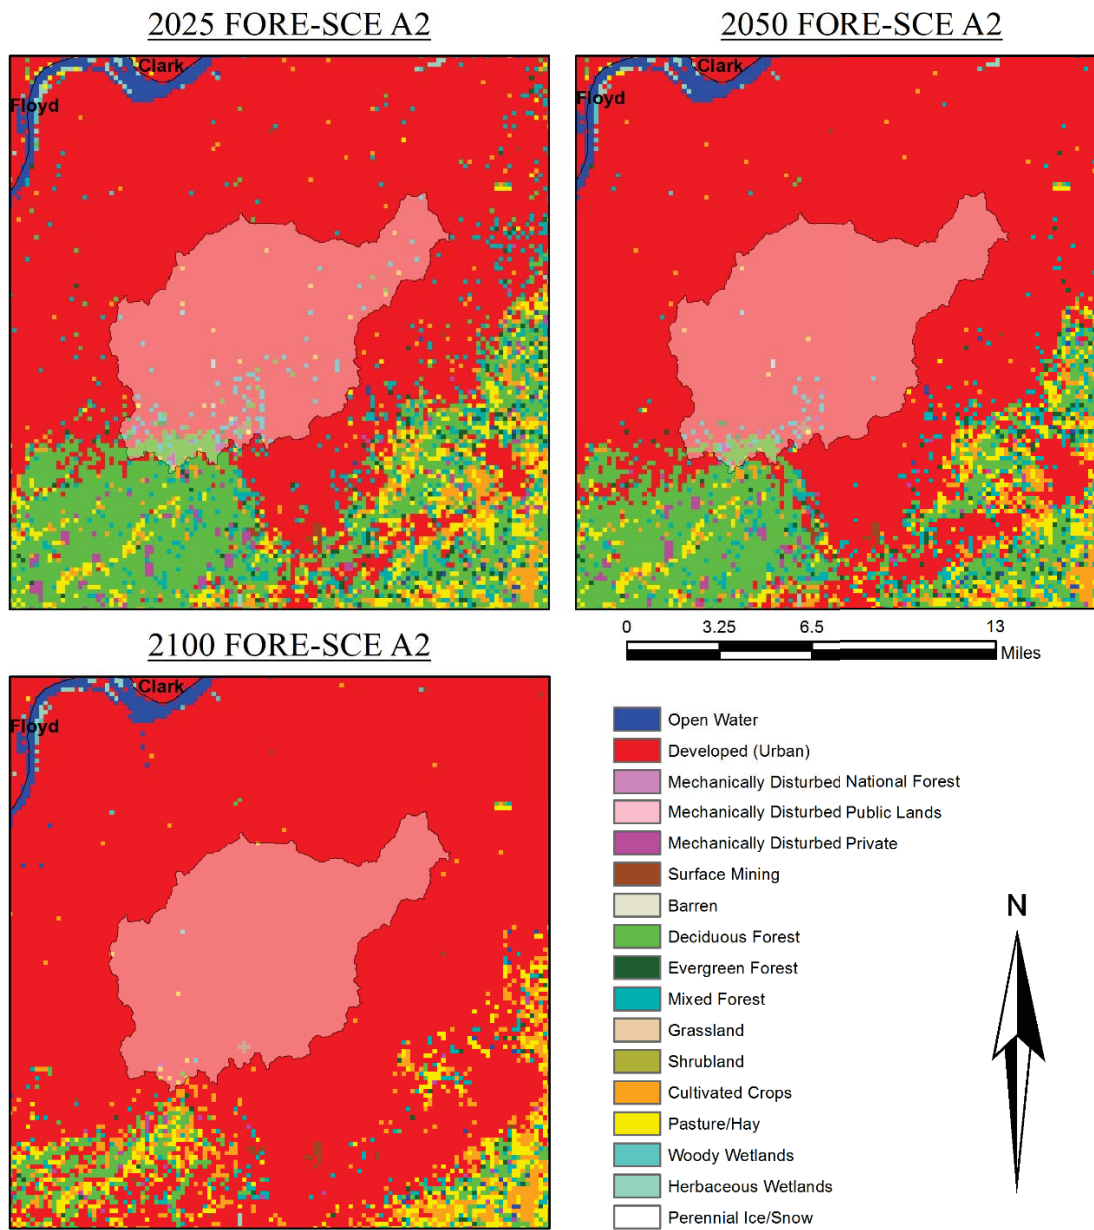 2025 FORE-SCE A2
2050 FORE-SCE A2
Clark
Floyd
Clark
Floyd
2100 FORE-SCE A2
0 3.25 6.5 13
Miles
Clark
Floyd
Open Water
Developed (Urban)
Mechanically Disturbed National Forest
Mechanically Disturbed Public Lands
Mechanically Disturbed Private
Surface Mining
Barren
Deciduous Forest
Evergreen Forest
Mixed Forest
Grassland
Shrubland
Cultivated Crops
Pasture/Hay
Woody Wetlands
Herbaceous Wetlands
Perennial Ice/Snow
N